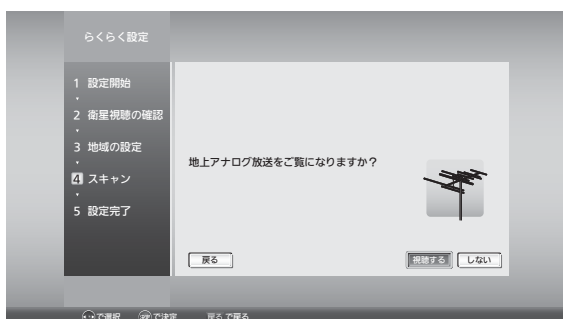 らくらく設定
1 設定開始
2 衛星視聴の確認
3 地域の設定
4 スキャン
5 設定完了
地上アナログ放送をご覧になりますか？
戻る
視聴する
しない
で選択 決定 で決定 戻る で戻る